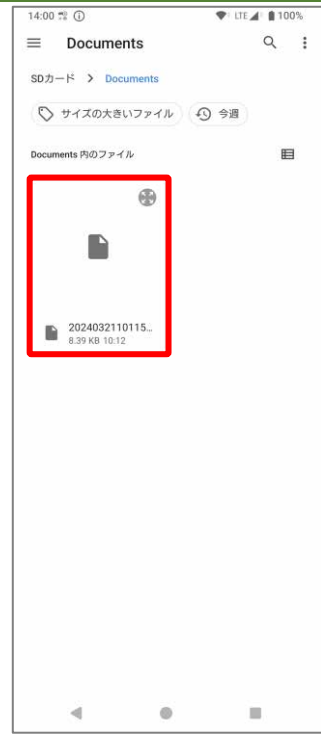 14:00 LTE 100%
Documents
SDカード > Documents
サイズの大きいファイル 今週
Documents 内のファイル
2024032110115...
8.39 KB 10:12